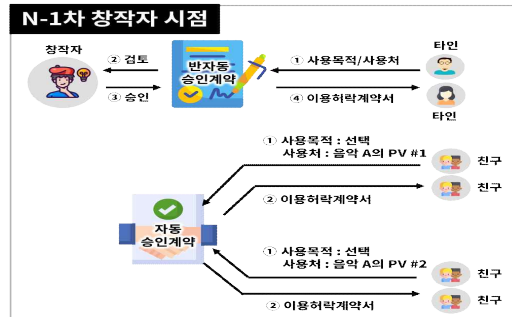 N-1차 창작자 시점
창작자
② 검토
③ 승인
반자동
승인계약
① 사용목적/사용처
④ 이용허락계약서
타인
타인
① 사용목적 : 선택
사용처 : 음악 A의 PV #1
② 이용허락계약서
친구
친구
자동
승인계약
① 사용목적 : 선택
사용처 : 음악 A의 PV #2
② 이용허락계약서
친구
친구